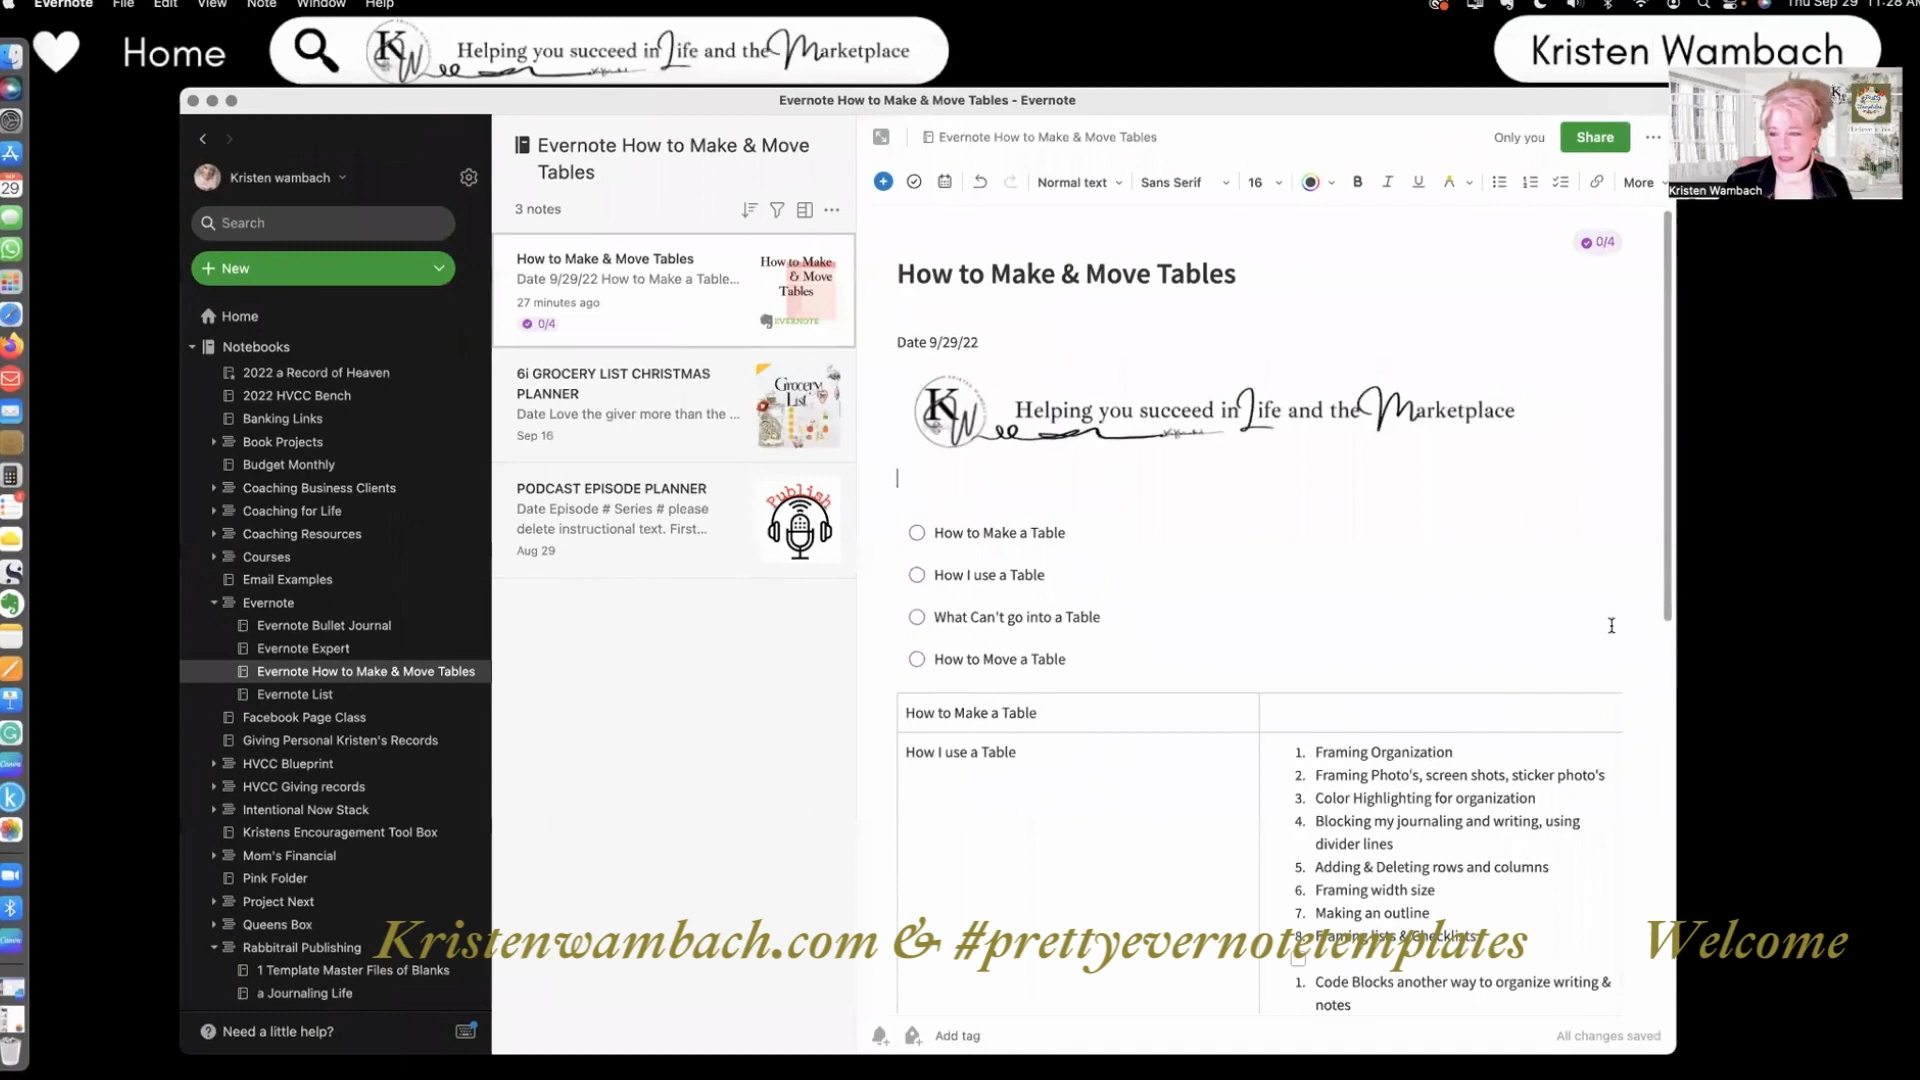 Evernote File Edit View Note Window Help
Thu Sep 29 11:28 AM
Home
KW Helping you succeed in Life and the Marketplace
Kristen Wambach
Evernote How to Make & Move Tables - Evernote
Kristen wambach
Search
New
Home
Notebooks
2022 a Record of Heaven
2022 HVCC Bench
Banking Links
Book Projects
Budget Monthly
Coaching Business Clients
Coaching for Life
Coaching Resources
Courses
Email Examples
Evernote
Evernote Bullet Journal
Evernote Expert
Evernote How to Make & Move Tables
Evernote List
Facebook Page Class
Giving Personal Kristen's Records
HVCC Blueprint
HVCC Giving records
Intentional Now Stack
Kristens Encouragement Tool Box
Mom's Financial
Pink Folder
Project Next
Queens Box
Rabbitrail Publishing
1 Template Master Files of Blanks
a Journaling Life
Need a little help?
Evernote How to Make & Move
Tables
3 notes
How to Make & Move Tables
Date 9/29/22 How to Make a Table...
27 minutes ago
0/4
How to Make
& Move
Tables
EVERNOTE
6i GROCERY LIST CHRISTMAS
PLANNER
Date Love the giver more than the ...
Sep 16
Grocery
List
PODCAST EPISODE PLANNER
Date Episode # Series # please
delete instructional text. First...
Aug 29
Publish
Evernote How to Make & Move Tables
Only you
Share
Normal text
Sans Serif
16
B I U A
More
Kristen Wambach
0/4
How to Make & Move Tables
Date 9/29/22
KW Helping you succeed in Life and the Marketplace
How to Make a Table
How I use a Table
What Can't go into a Table
How to Move a Table
How to Make a Table
How I use a Table
1. Framing Organization
2. Framing Photo's, screen shots, sticker photo's
3. Color Highlighting for organization
4. Blocking my journaling and writing, using
divider lines
5. Adding & Deleting rows and columns
6. Framing width size
7. Making an outline
8. Framing lists & Checklists
1. Code Blocks another way to organize writing &
notes
Kristenwambach.com & #prettyevernotetemplates Welcome
Add tag
All changes saved